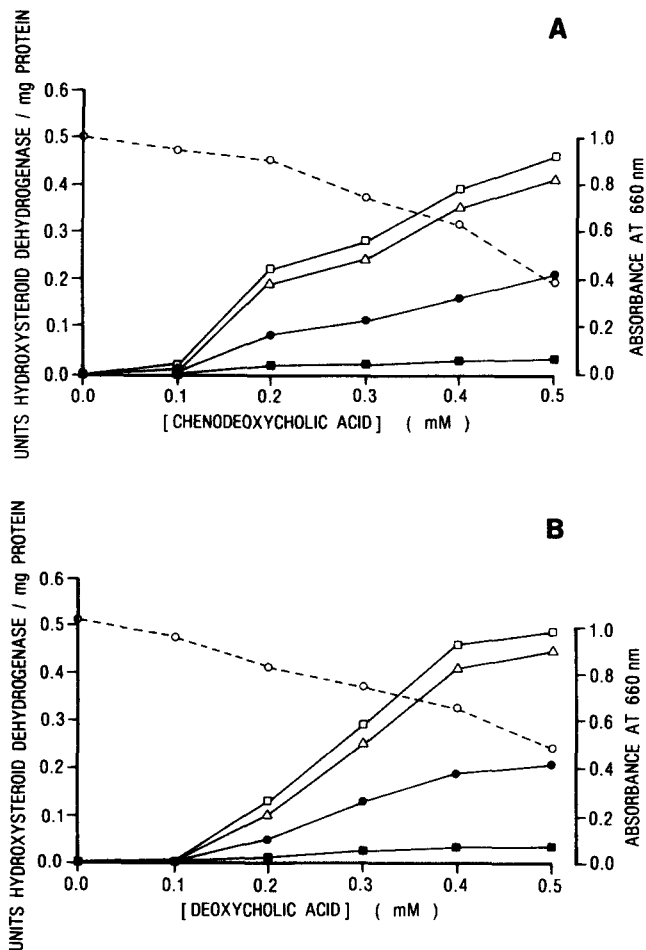 A
UNITS HYDROXYSTEROID DEHYDROGENASE / mg PROTEIN
0.6
0.5
0.4
0.3
0.2
0.1
0.0
1.0
0.8
0.6
0.4
0.2
0.0
ABSORBANCE AT 660 nm
0.0 0.1 0.2 0.3 0.4 0.5
[ CHENODEOXYCHOLIC ACID ] ( mM )
B
UNITS HYDROXYSTEROID DEHYDROGENASE / mg PROTEIN
0.6
0.5
0.4
0.3
0.2
0.1
0.0
1.0
0.8
0.6
0.4
0.2
0.0
ABSORBANCE AT 660 nm
0.0 0.1 0.2 0.3 0.4 0.5
[ DEOXYCHOLIC ACID ] ( mM )